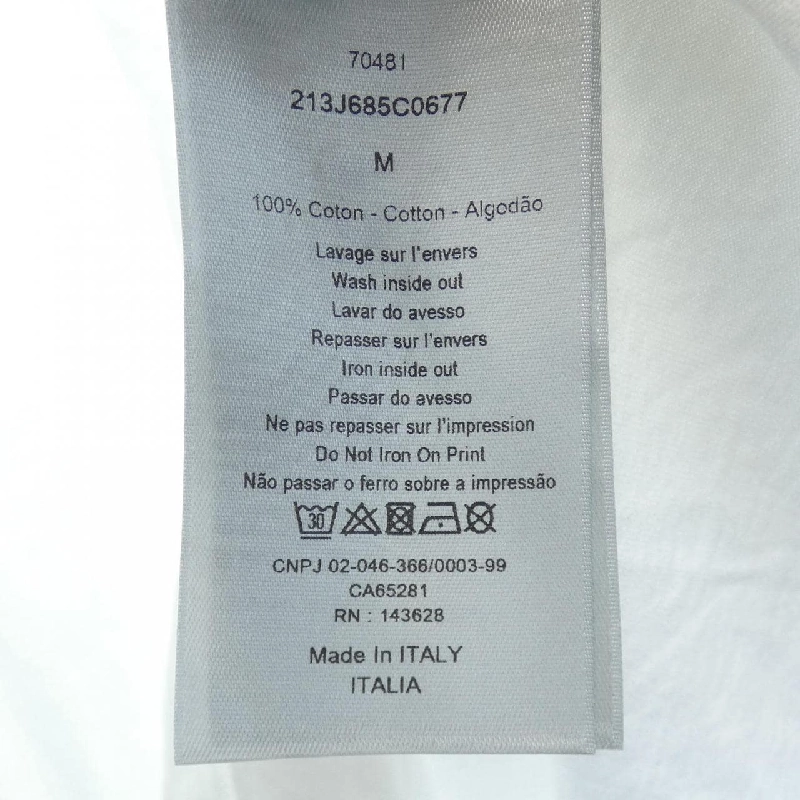 70481
213J685C0677
M
100% Coton - Cotton - Algodão
Lavage sur l'envers
Wash inside out
Lavar do avesso
Repasser sur l'envers
Iron inside out
Passar do avesso
Ne pas repasser sur l'impression
Do Not Iron On Print
Não passar o ferro sobre a impressão
30
CNPJ 02-046-366/0003-99
CA65281
RN : 143628
Made In ITALY
ITALIA